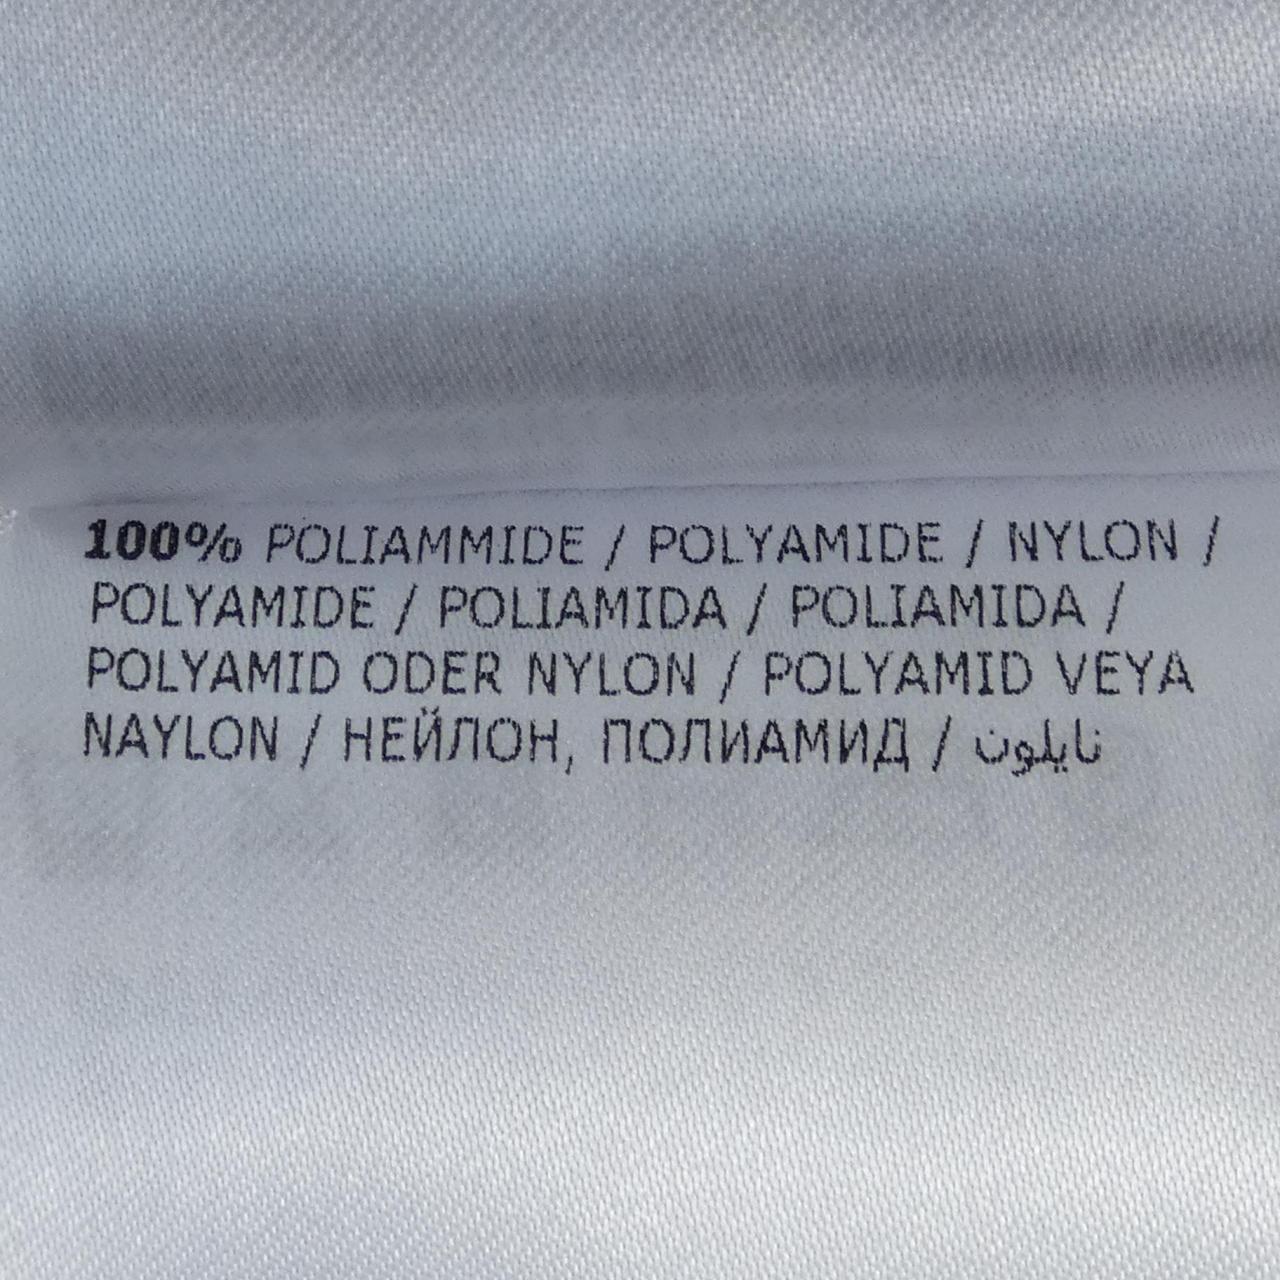 100% POLIAMMIDE / POLYAMIDE / NYLON /
POLYAMIDE / POLIAMIDA / POLIAMIDA /
POLYAMID ODER NYLON / POLYAMID VEYA
NAYLON / НЕЙЛОН, ПОЛИАМИД / نايلون